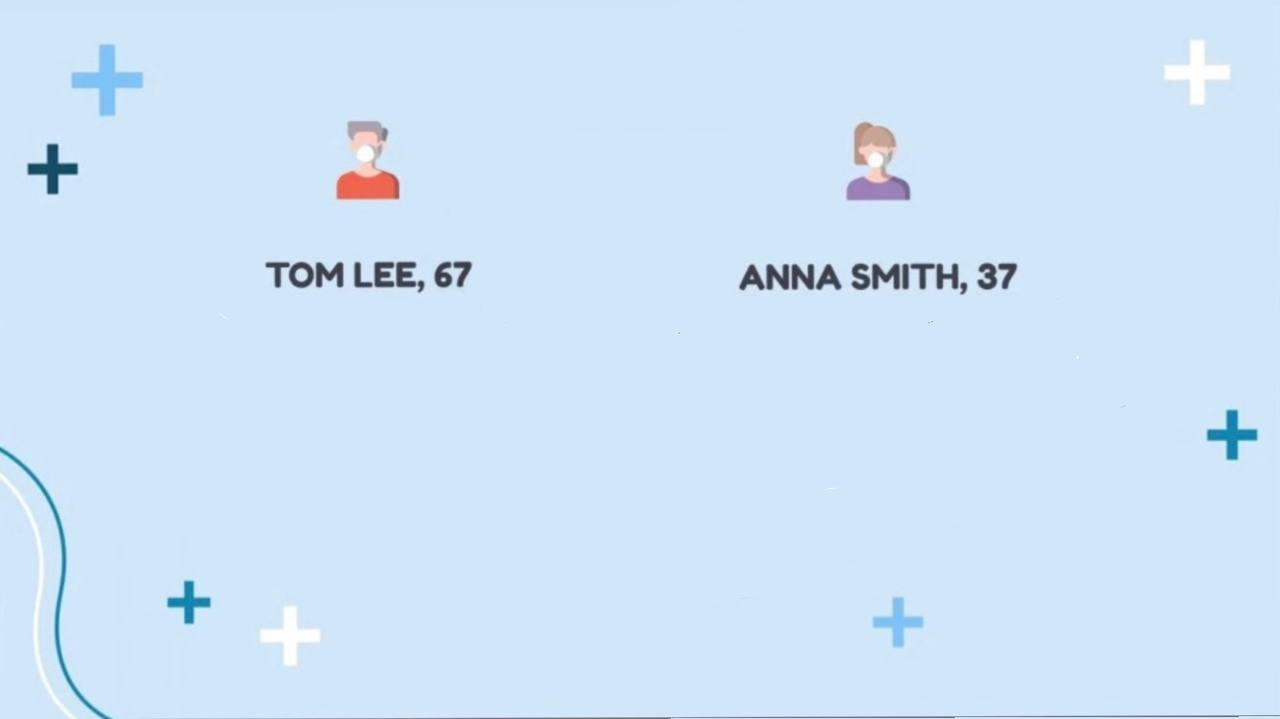 TOM LEE, 67
ANNA SMITH, 37